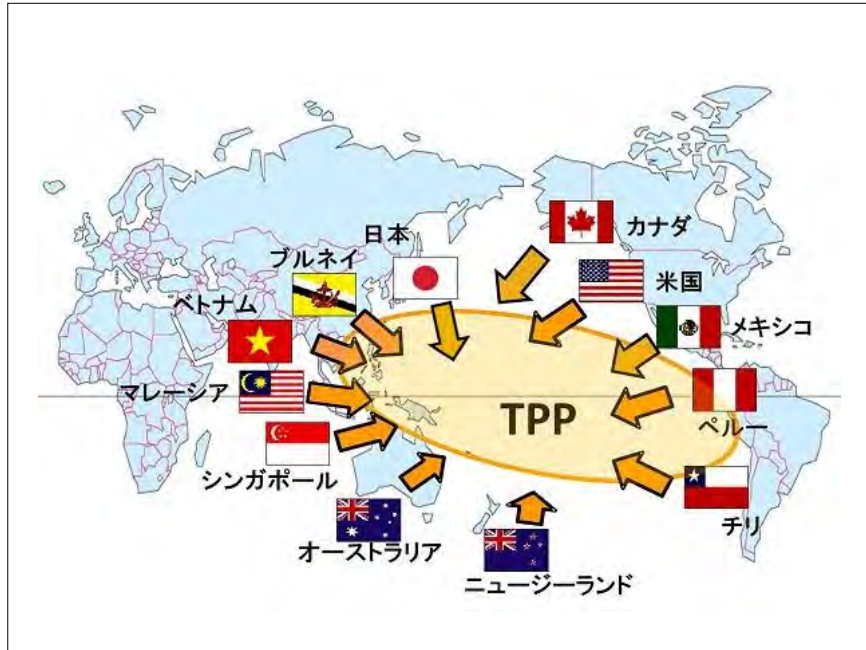 カナダ
日本
ブルネイ
米国
ベトナム
メキシコ
マレーシア
TPP
ペルー
シンガポール
チリ
オーストラリア
ニュージーランド